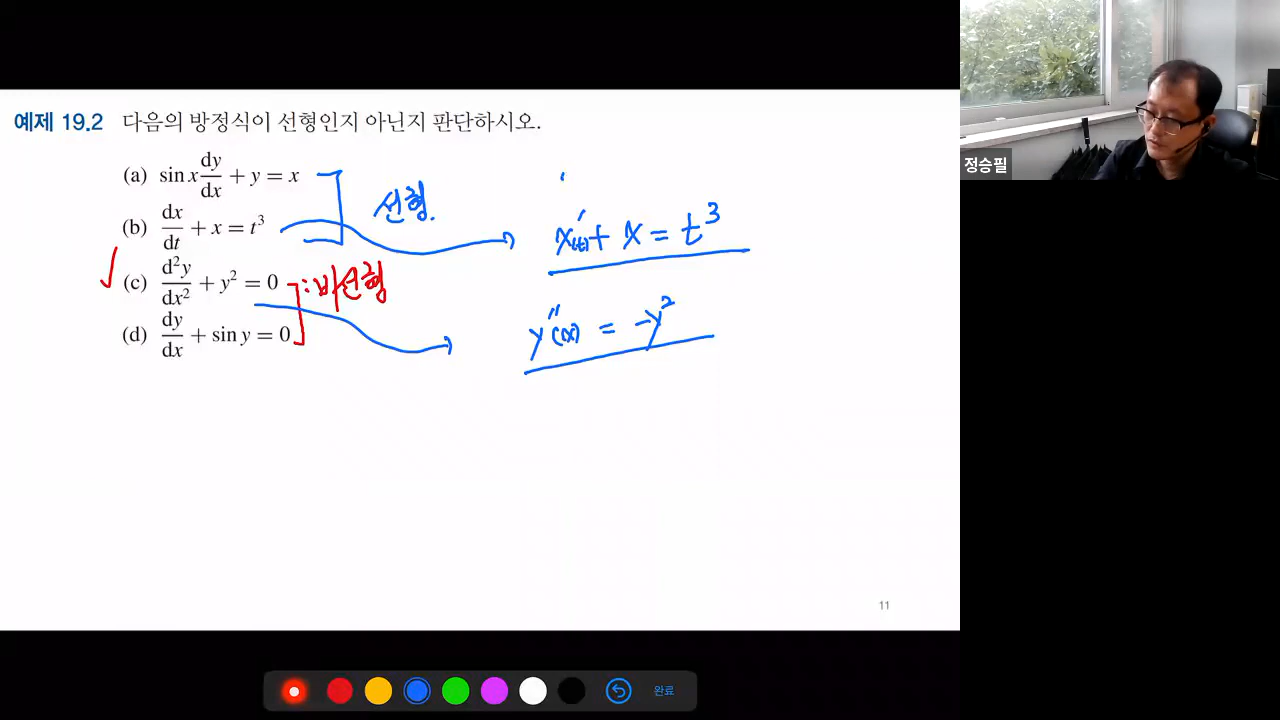 예제 19.2 다음의 방정식이 선형인지 아닌지 판단하시오.
(a) sin x dy/dx + y = x
(b) dx/dt + x = t³
(c) d²y/dx² + y² = 0
(d) dy/dx + sin y = 0
선형.
: 비선형
x'(t) + x = t³
y''(x) = -y²
11
정승필
완료